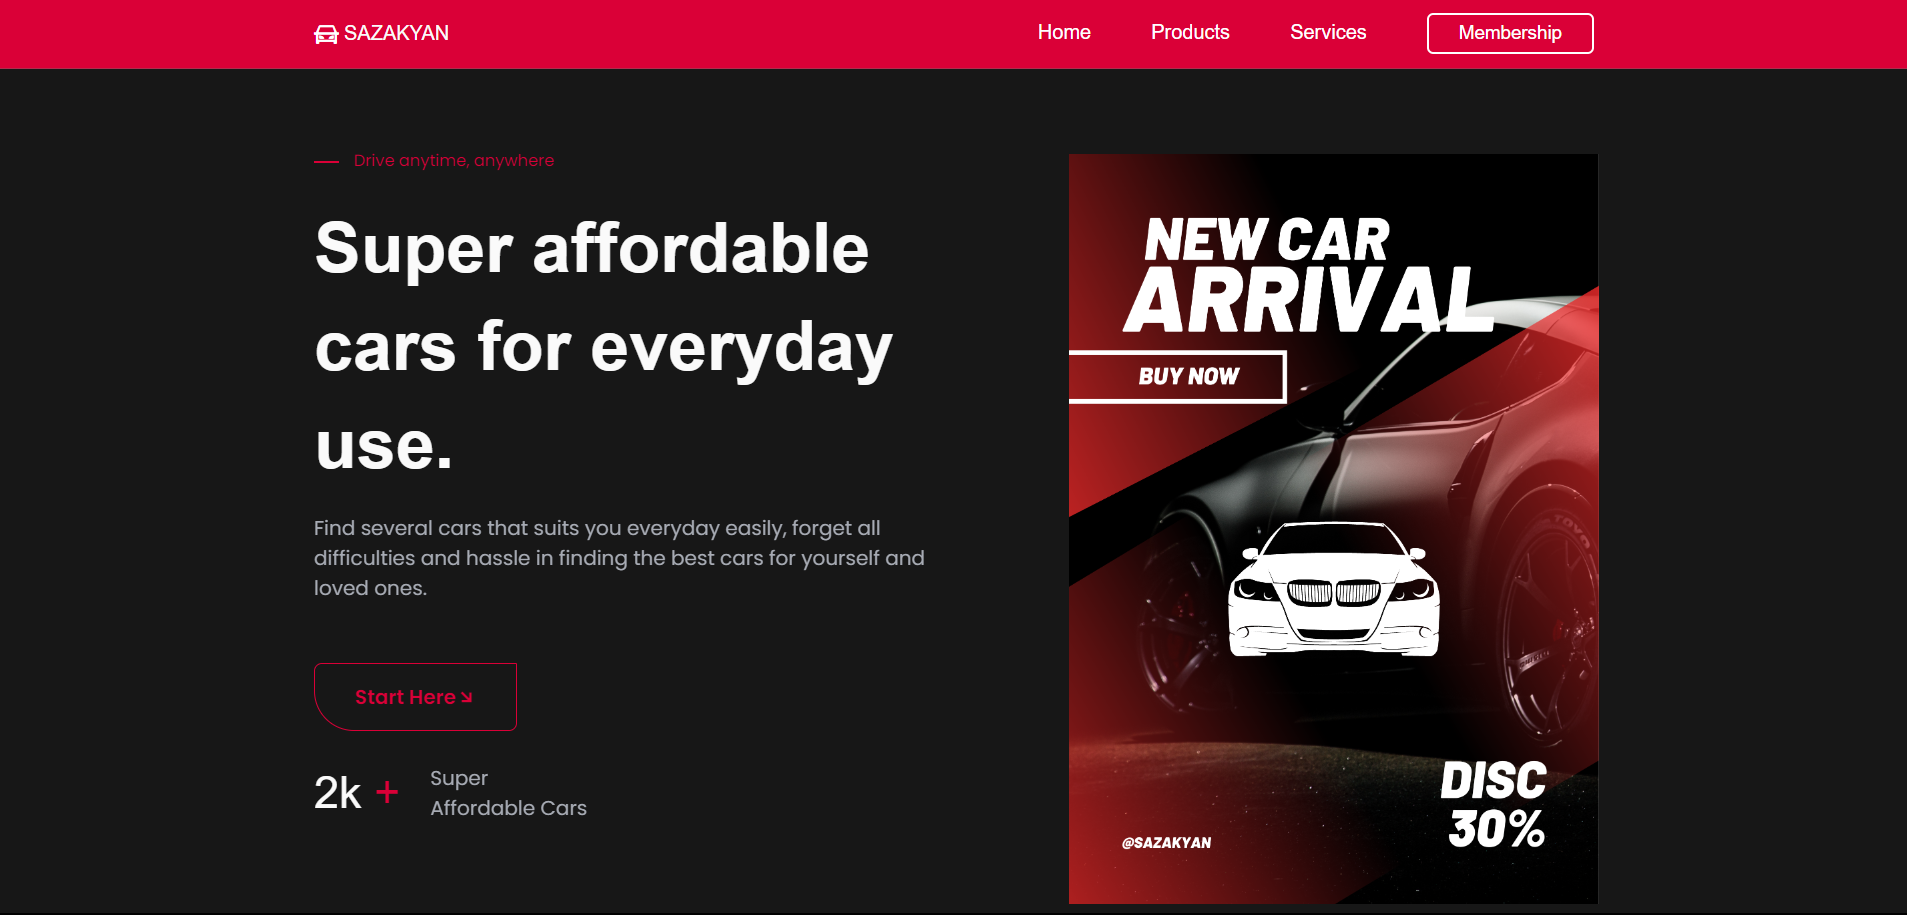 SAZAKYAN
Home
Products
Services
Membership
Drive anytime, anywhere
Super affordable
cars for everyday
use.
Find several cars that suits you everyday easily, forget all
difficulties and hassle in finding the best cars for yourself and
loved ones.
Start Here
2k +
Super
Affordable Cars
NEW CAR
ARRIVAL
BUY NOW
TOYO
DISC
30%
@SAZAKYAN